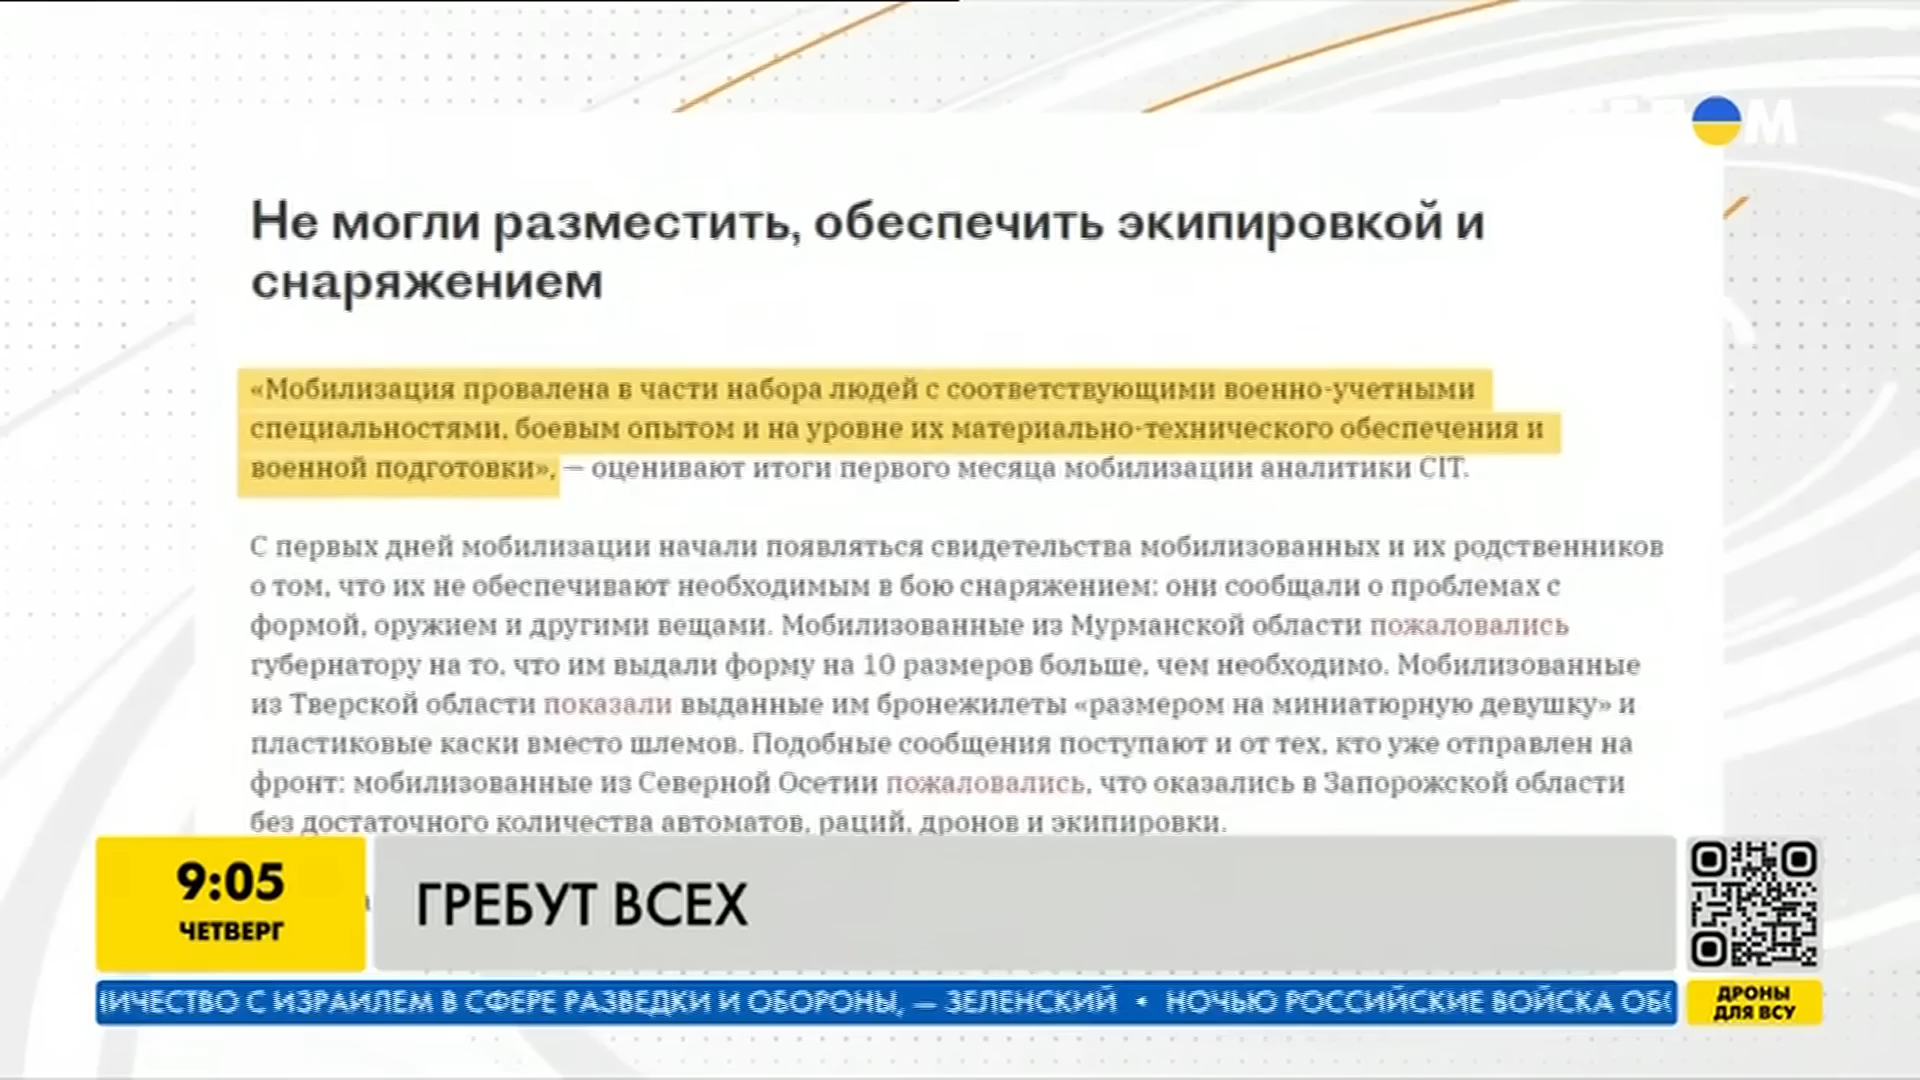 М
Не могли разместить, обеспечить экипировкой и
снаряжением
«Мобилизация провалена в части набора людей с соответствующими военно-учетными
специальностями, боевым опытом и на уровне их материально-технического обеспечения и
военной подготовки», — оценивают итоги первого месяца мобилизации аналитики CIT.
С первых дней мобилизации начали появляться свидетельства мобилизованных и их родственников
о том, что их не обеспечивают необходимым в бою снаряжением: они сообщали о проблемах с
формой, оружием и другими вещами. Мобилизованные из Мурманской области пожаловались
губернатору на то, что им выдали форму на 10 размеров больше, чем необходимо. Мобилизованные
из Тверской области показали выданные им бронежилеты «размером на миниатюрную девушку» и
пластиковые каски вместо шлемов. Подобные сообщения поступают и от тех, кто уже отправлен на
фронт: мобилизованные из Северной Осетии пожаловались, что оказались в Запорожской области
без достаточного количества автоматов, раций, дронов и экипировки.
9:05
ЧЕТВЕРГ
ГРЕБУТ ВСЕХ
ИЧЕСТВО С ИЗРАИЛЕМ В СФЕРЕ РАЗВЕДКИ И ОБОРОНЫ, — ЗЕЛЕНСКИЙ • НОЧЬЮ РОССИЙСКИЕ ВОЙСКА ОБ
ДРОНЫ
ДЛЯ ВСУ